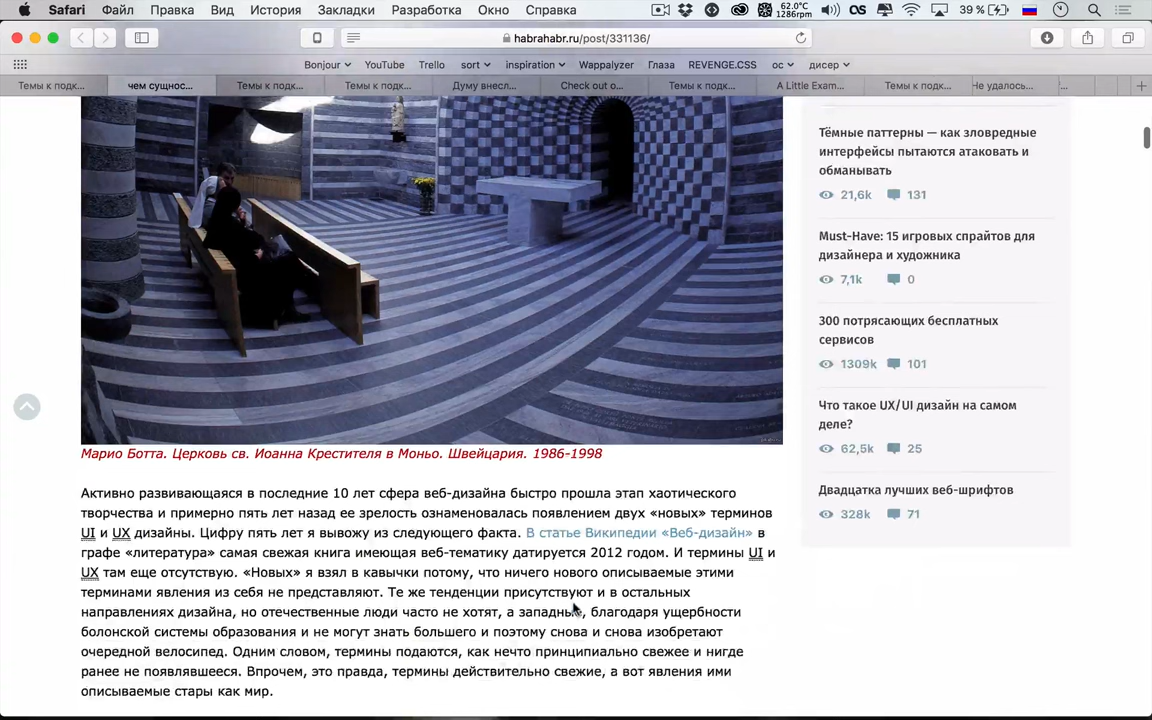 Safari Файл Правка Вид История Закладки Разработка Окно Справка 62.0°C 1286rpm 39 %
habrahabr.ru/post/331136/
Bonjour YouTube Trello sort inspiration Wappalyzer Глаза REVENGE.CSS ос дисер
Темы к подк... чем сущнос... Темы к подк... Темы к подк... Думу внесл... Check out o... Темы к подк... A Little Exam... Темы к подк... Не удалось...
Марио Ботта. Церковь св. Иоанна Крестителя в Моньо. Швейцария. 1986-1998
Активно развивающаяся в последние 10 лет сфера веб-дизайна быстро прошла этап хаотического
творчества и примерно пять лет назад ее зрелость ознаменовалась появлением двух «новых» терминов
UI и UX дизайны. Цифру пять лет я вывожу из следующего факта. В статье Википедии «Веб-дизайн» в
графе «литература» самая свежая книга имеющая веб-тематику датируется 2012 годом. И термины UI и
UX там еще отсутствую. «Новых» я взял в кавычки потому, что ничего нового описываемые этими
терминами явления из себя не представляют. Те же тенденции присутствуют и в остальных
направлениях дизайна, но отечественные люди часто не хотят, а западные, благодаря ущербности
болонской системы образования и не могут знать большего и поэтому снова и снова изобретают
очередной велосипед. Одним словом, термины подаются, как нечто принципиально свежее и нигде
ранее не появлявшееся. Впрочем, это правда, термины действительно свежие, а вот явления ими
описываемые стары как мир.
Тёмные паттерны — как зловредные
интерфейсы пытаются атаковать и
обманывать
21,6k 131
Must-Have: 15 игровых спрайтов для
дизайнера и художника
7,1k 0
300 потрясающих бесплатных
сервисов
1309k 101
Что такое UX/UI дизайн на самом
деле?
62,5k 25
Двадцатка лучших веб-шрифтов
328k 71